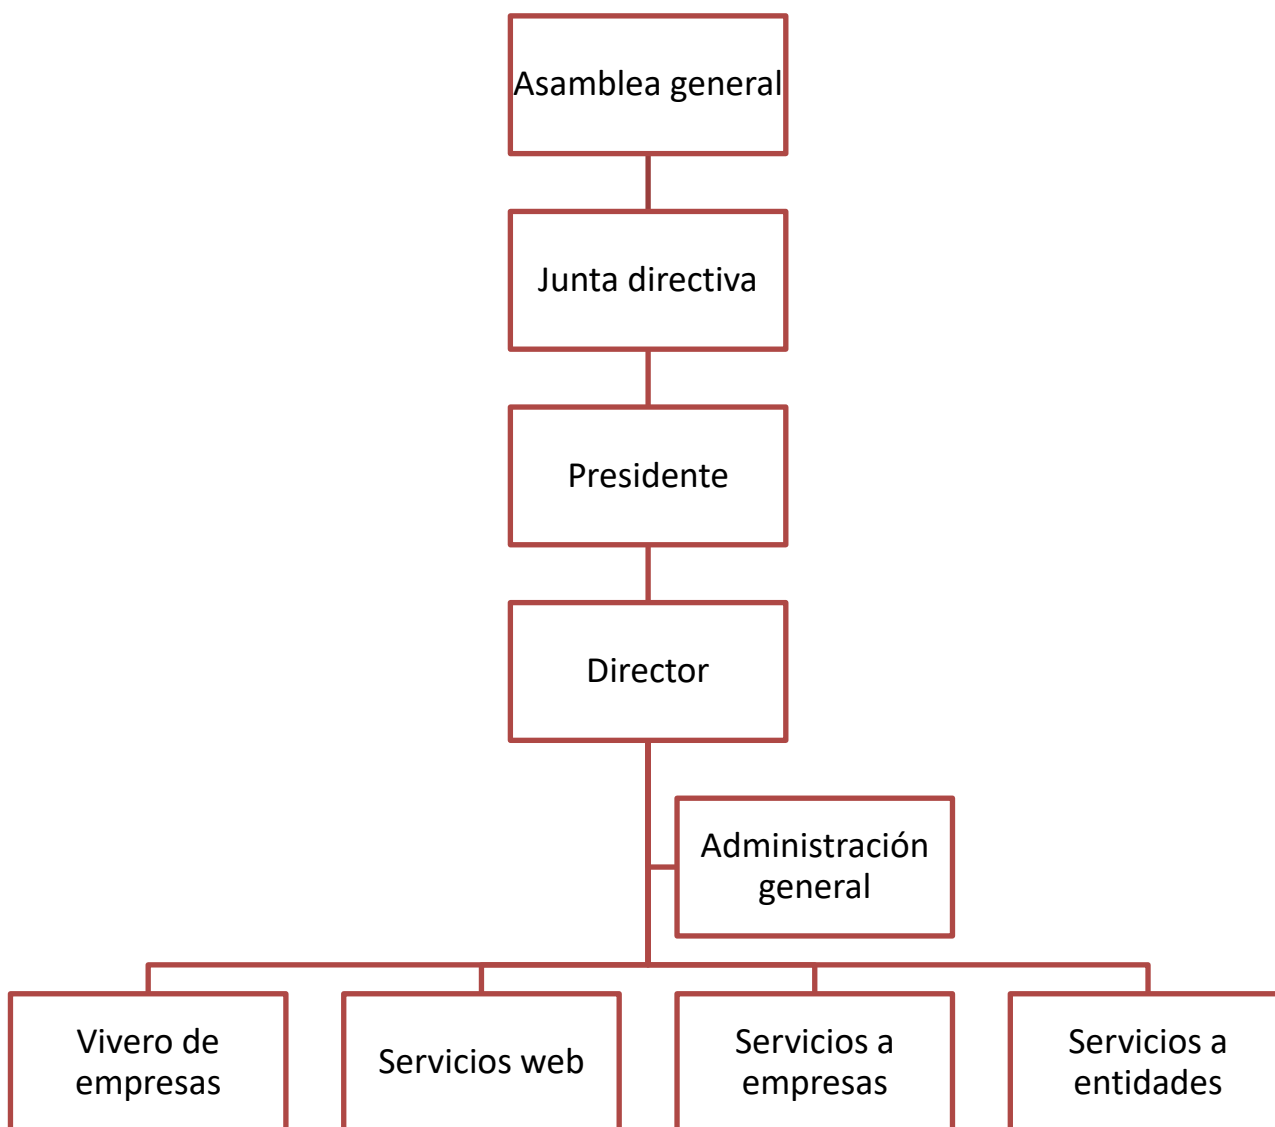 Asamblea general
Junta directiva
Presidente
Director
Administración
general
Vivero de
empresas
Servicios web
Servicios a
empresas
Servicios a
entidades